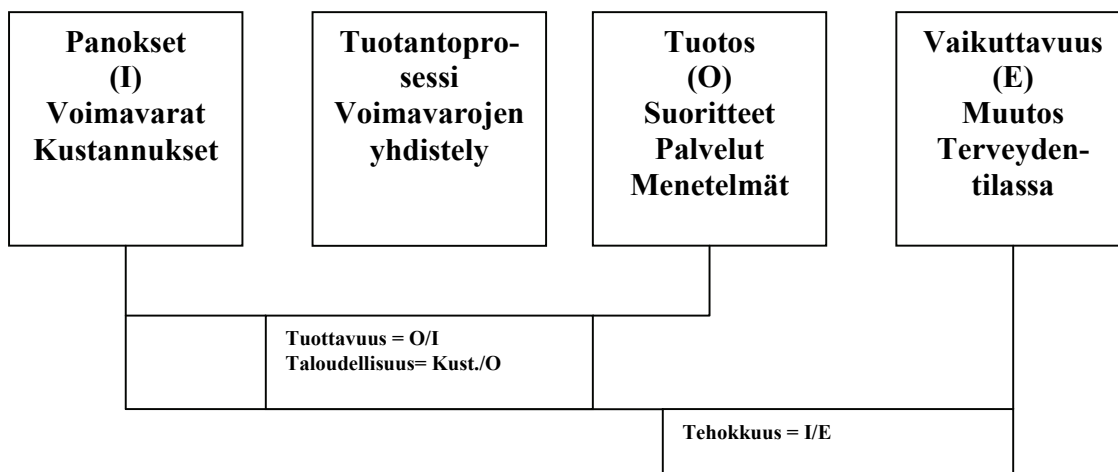 Panokset
(I)
Voimavarat
Kustannukset
Tuotantopro-
sessi
Voimavarojen
yhdistely
Tuotos
(O)
Suoritteet
Palvelut
Menetelmät
Vaikuttavuus
(E)
Muutos
Terveyden-
tilassa
Tuottavuus = O/I
Taloudellisuus= Kust./O
Tehokkuus = I/E